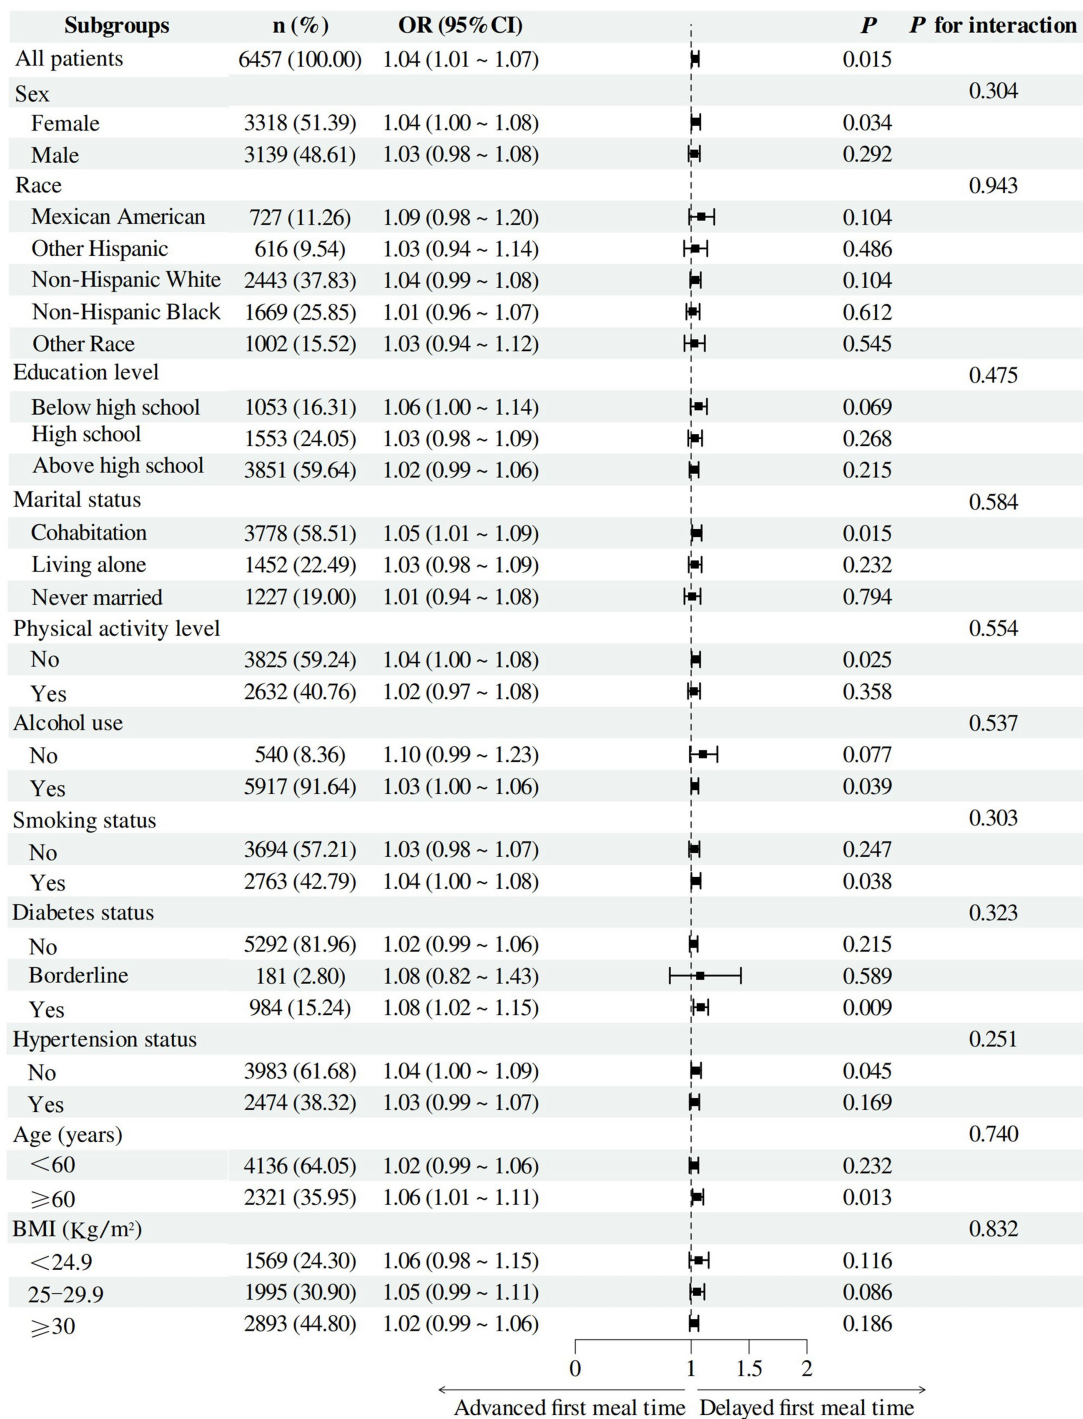 Subgroups n (%) OR (95%CI) P P for interaction
All patients 6457 (100.00) 1.04 (1.01 ~ 1.07) 0.015
Sex 0.304
Female 3318 (51.39) 1.04 (1.00 ~ 1.08) 0.034
Male 3139 (48.61) 1.03 (0.98 ~ 1.08) 0.292
Race 0.943
Mexican American 727 (11.26) 1.09 (0.98 ~ 1.20) 0.104
Other Hispanic 616 (9.54) 1.03 (0.94 ~ 1.14) 0.486
Non-Hispanic White 2443 (37.83) 1.04 (0.99 ~ 1.08) 0.104
Non-Hispanic Black 1669 (25.85) 1.01 (0.96 ~ 1.07) 0.612
Other Race 1002 (15.52) 1.03 (0.94 ~ 1.12) 0.545
Education level 0.475
Below high school 1053 (16.31) 1.06 (1.00 ~ 1.14) 0.069
High school 1553 (24.05) 1.03 (0.98 ~ 1.09) 0.268
Above high school 3851 (59.64) 1.02 (0.99 ~ 1.06) 0.215
Marital status 0.584
Cohabitation 3778 (58.51) 1.05 (1.01 ~ 1.09) 0.015
Living alone 1452 (22.49) 1.03 (0.98 ~ 1.09) 0.232
Never married 1227 (19.00) 1.01 (0.94 ~ 1.08) 0.794
Physical activity level 0.554
No 3825 (59.24) 1.04 (1.00 ~ 1.08) 0.025
Yes 2632 (40.76) 1.02 (0.97 ~ 1.08) 0.358
Alcohol use 0.537
No 540 (8.36) 1.10 (0.99 ~ 1.23) 0.077
Yes 5917 (91.64) 1.03 (1.00 ~ 1.06) 0.039
Smoking status 0.303
No 3694 (57.21) 1.03 (0.98 ~ 1.07) 0.247
Yes 2763 (42.79) 1.04 (1.00 ~ 1.08) 0.038
Diabetes status 0.323
No 5292 (81.96) 1.02 (0.99 ~ 1.06) 0.215
Borderline 181 (2.80) 1.08 (0.82 ~ 1.43) 0.589
Yes 984 (15.24) 1.08 (1.02 ~ 1.15) 0.009
Hypertension status 0.251
No 3983 (61.68) 1.04 (1.00 ~ 1.09) 0.045
Yes 2474 (38.32) 1.03 (0.99 ~ 1.07) 0.169
Age (years) 0.740
<60 4136 (64.05) 1.02 (0.99 ~ 1.06) 0.232
⩾60 2321 (35.95) 1.06 (1.01 ~ 1.11) 0.013
BMI (Kg/m²) 0.832
<24.9 1569 (24.30) 1.06 (0.98 ~ 1.15) 0.116
25−29.9 1995 (30.90) 1.05 (0.99 ~ 1.11) 0.086
⩾30 2893 (44.80) 1.02 (0.99 ~ 1.06) 0.186
0 1 1.5 2
Advanced first meal time Delayed first meal time